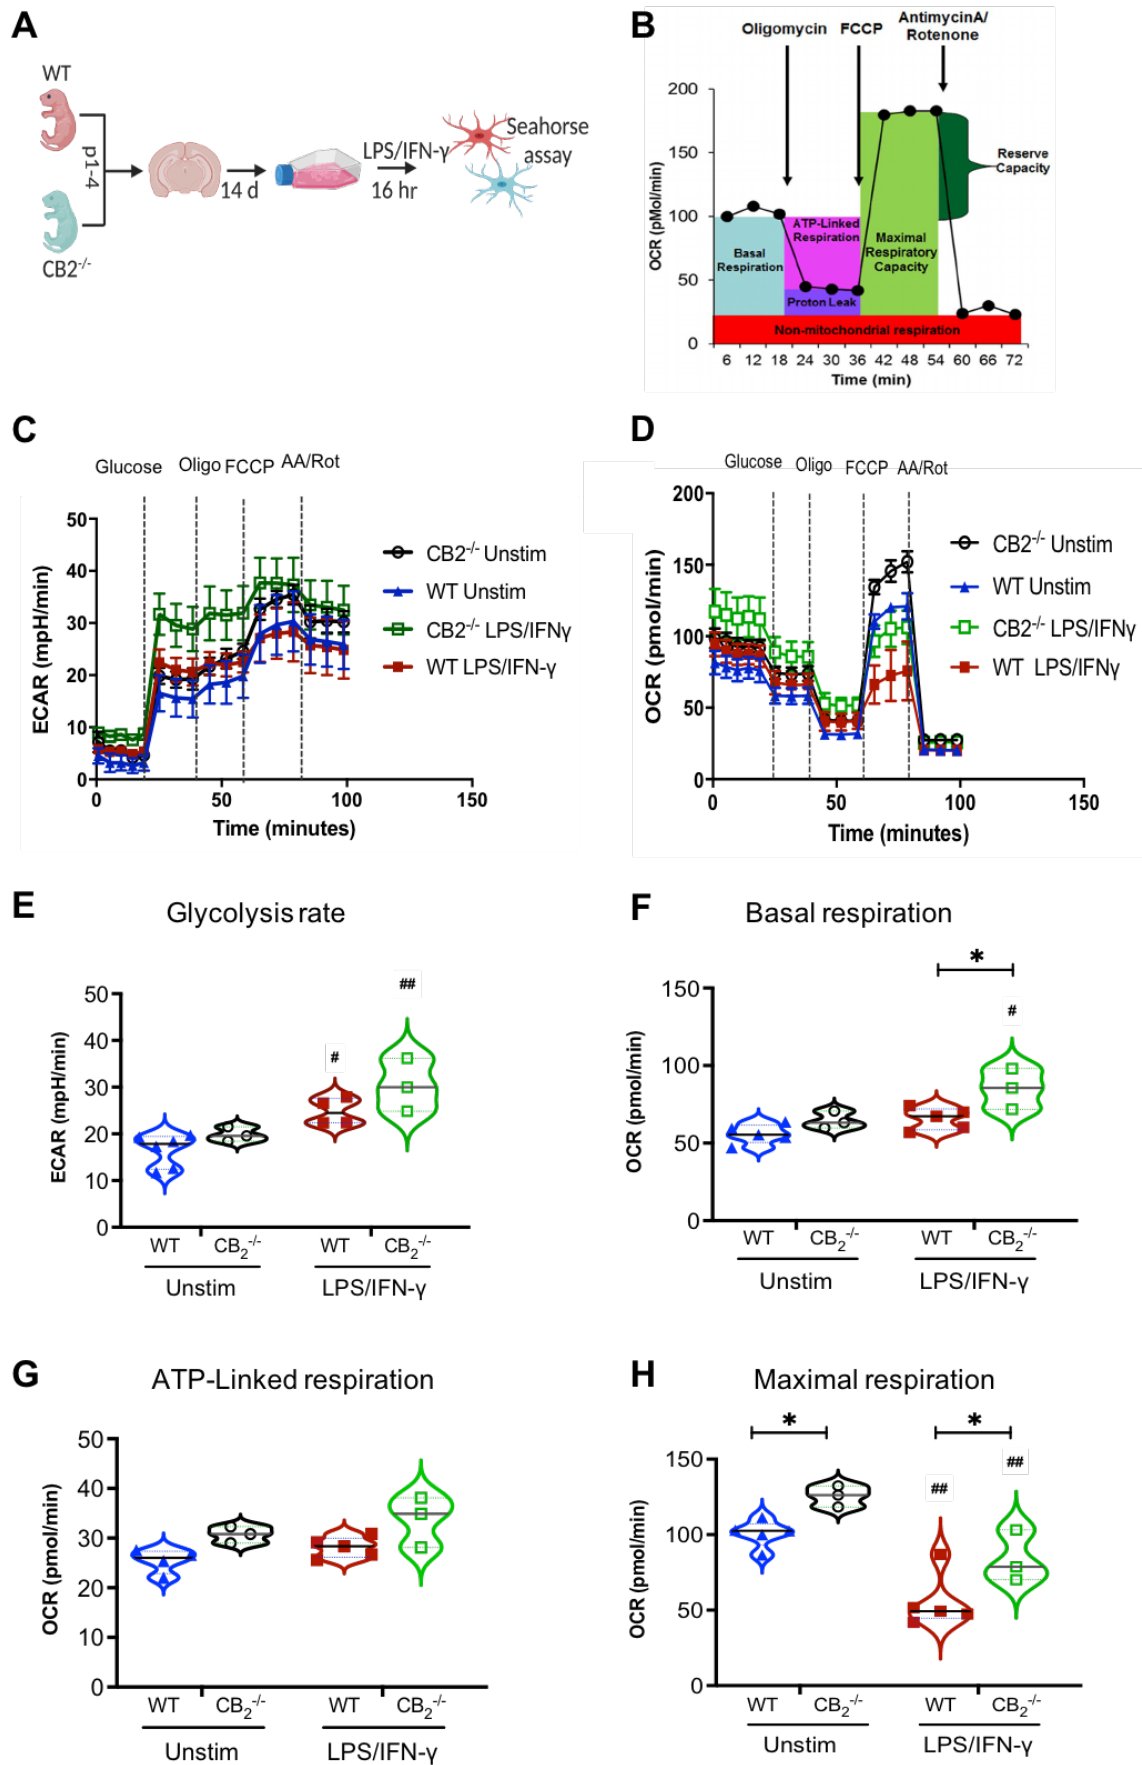 A
WT
p1-4
CB2-/-
14 d
LPS/IFN-γ
16 hr
Seahorse
assay
B
Oligomycin
FCCP
AntimycinA/
Rotenone
OCR (pMol/min)
200
150
100
50
0
Basal
Respiration
ATP-Linked
Respiration
Proton Leak
Maximal
Respiratory
Capacity
Reserve
Capacity
Non-mitochondrial respiration
6 12 18 24 30 36 42 48 54 60 66 72
Time (min)
C
Glucose Oligo FCCP AA/Rot
ECAR (mpH/min)
50
40
30
20
10
0
0 50 100 150
Time (minutes)
CB2-/- Unstim
WT Unstim
CB2-/- LPS/IFNγ
WT LPS/IFN-γ
D
Glucose Oligo FCCP AA/Rot
OCR (pmol/min)
200
150
100
50
0
0 50 100 150
Time (minutes)
CB2-/- Unstim
WT Unstim
CB2-/- LPS/IFNγ
WT LPS/IFNγ
E
Glycolysis rate
ECAR (mpH/min)
50
40
30
20
10
0
#
##
WT CB2-/- WT CB2-/-
Unstim LPS/IFN-γ
F
Basal respiration
OCR (pmol/min)
150
100
50
0
*
#
WT CB2-/- WT CB2-/-
Unstim LPS/IFN-γ
G
ATP-Linked respiration
OCR (pmol/min)
50
40
30
20
10
0
WT CB2-/- WT CB2-/-
Unstim LPS/IFN-γ
H
Maximal respiration
OCR (pmol/min)
150
100
50
0
* *
##
##
WT CB2-/- WT CB2-/-
Unstim LPS/IFN-γ